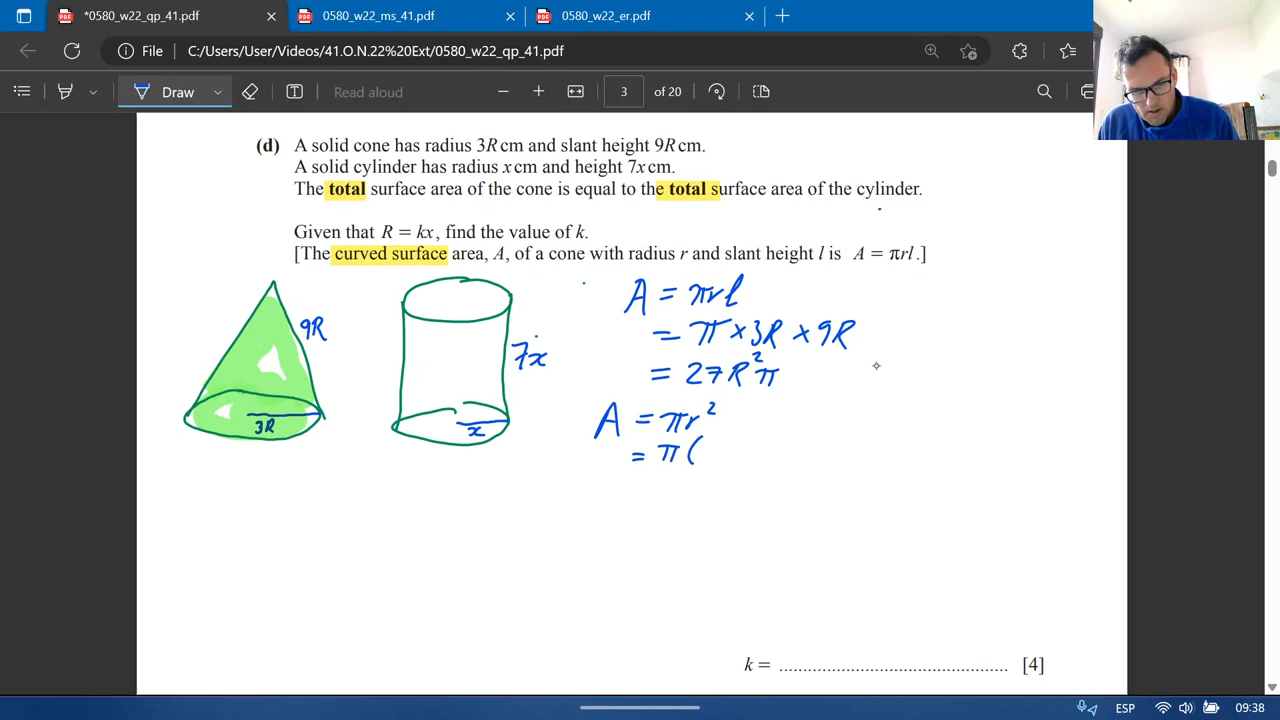 *0580_w22_qp_41.pdf
0580_w22_ms_41.pdf
0580_w22_er.pdf
File
C:/Users/User/Videos/41.O.N.22%20Ext/0580_w22_qp_41.pdf
Draw
Read aloud
3 of 20
(d) A solid cone has radius 3R cm and slant height 9R cm.
A solid cylinder has radius x cm and height 7x cm.
The total surface area of the cone is equal to the total surface area of the cylinder.
Given that R = kx, find the value of k.
[The curved surface area, A, of a cone with radius r and slant height l is A = πrl.]
9R
3R
7x
x
A = πrl
= π × 3R × 9R
= 27R²π
A = πr²
= π (
k = ................................................ [4]
ESP
09:38